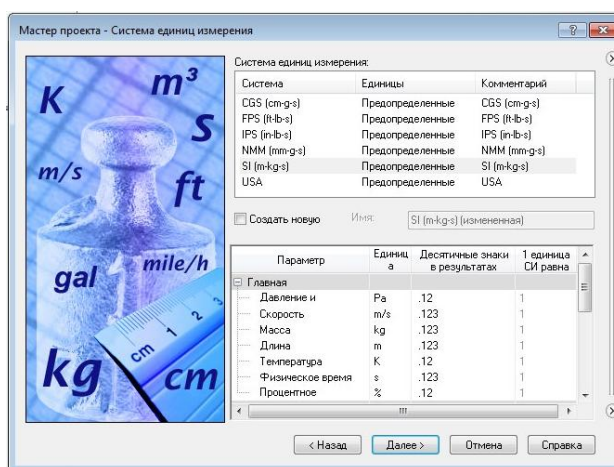 Мастер проекта - Система единиц измерения
K
m³
S
m/s
ft
gal
mile/h
cm 1 2 3
kg
cm
Система единиц измерения:
Система Единицы Комментарий
CGS (cm-g-s) Предопределенные CGS (cm-g-s)
FPS (ft-lb-s) Предопределенные FPS (ft-lb-s)
IPS (in-lb-s) Предопределенные IPS (in-lb-s)
NMM (mm-g-s) Предопределенные NMM (mm-g-s)
SI (m-kg-s) Предопределенные SI (m-kg-s)
USA Предопределенные USA
Создать новую Имя: SI (m-kg-s) (измененная)
Параметр Единица Десятичные знаки в результатах 1 единица СИ равна
Главная
Давление и Pa .12 1
Скорость m/s .123 1
Масса kg .123 1
Длина m .123 1
Температура K .12 1
Физическое время s .123 1
Процентное % .12 1
< Назад Далее > Отмена Справка